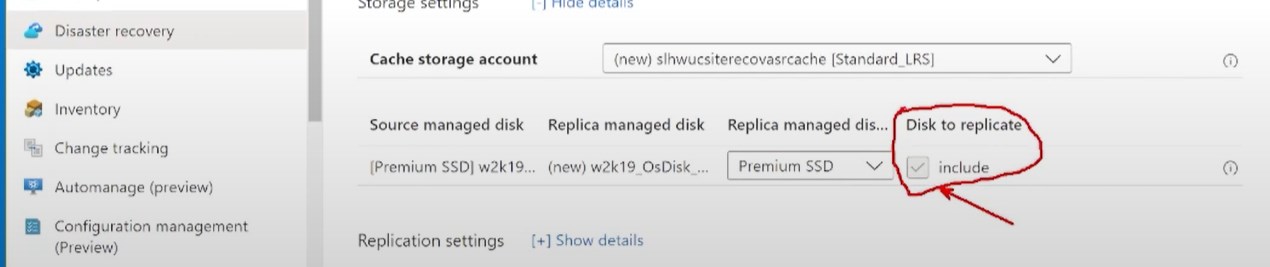 Storage settings [-] Hide details
Disaster recovery
Cache storage account (new) slhwucsiterecovasrcache [Standard_LRS]
Updates
Inventory
Source managed disk Replica managed disk Replica managed dis... Disk to replicate
Change tracking
[Premium SSD] w2k19... (new) w2k19_OsDisk_... Premium SSD include
Automanage (preview)
Configuration management
(Preview)
Replication settings [+] Show details